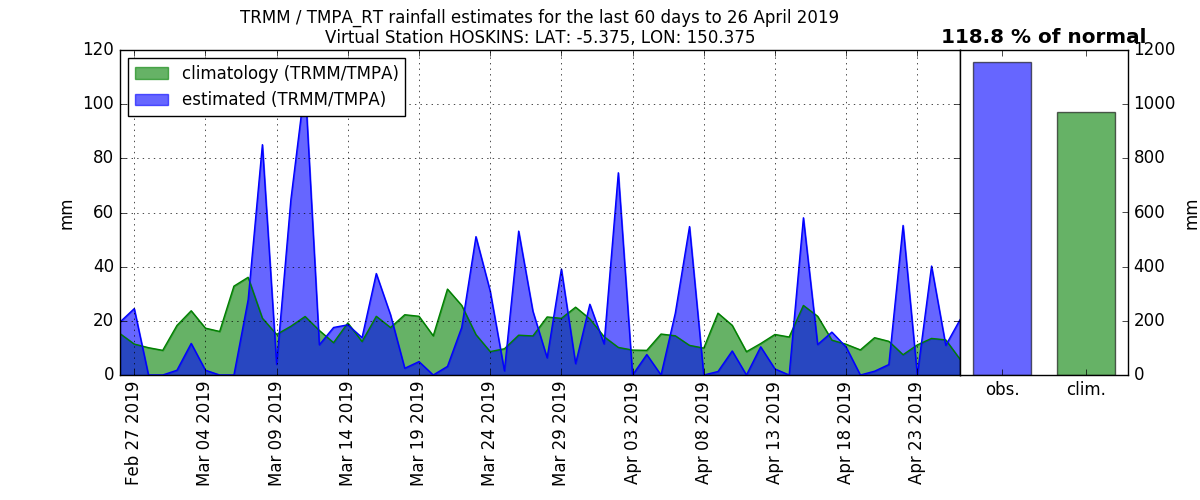 TRMM / TMPA_RT rainfall estimates for the last 60 days to 26 April 2019
Virtual Station HOSKINS: LAT: -5.375, LON: 150.375
118.8 % of normal
climatology (TRMM/TMPA)
estimated (TRMM/TMPA)
120
100
80
60
40
20
0
mm
Feb 27 2019
Mar 04 2019
Mar 09 2019
Mar 14 2019
Mar 19 2019
Mar 24 2019
Mar 29 2019
Apr 03 2019
Apr 08 2019
Apr 13 2019
Apr 18 2019
Apr 23 2019
1200
1000
800
600
400
200
0
mm
obs.
clim.